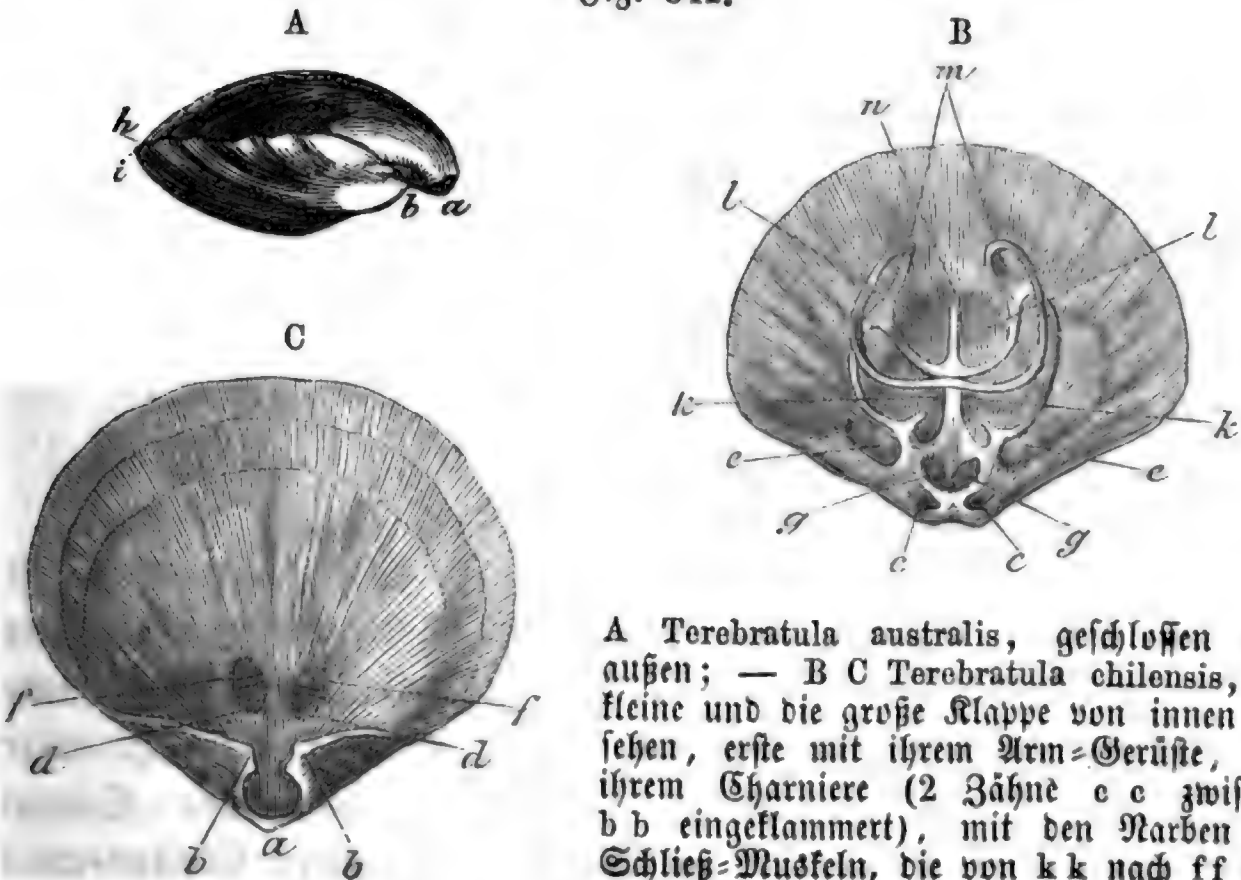 A
B
m
n
h
i
l
l
b a
C
k
k
e
e
g
g
c
c
f
f
d
d
b
a
b
A Terebratula australis, geſchloſſen
außen; — B C Terebratula chilensis,
kleine und die große Klappe von innen
ſehen, erſte mit ihrem Arm=Gerüſte,
ihrem Charniere (2 Zähne c c
b b eingeklammert), mit den Narben
Schließ=Muskeln, die von k k nach f f